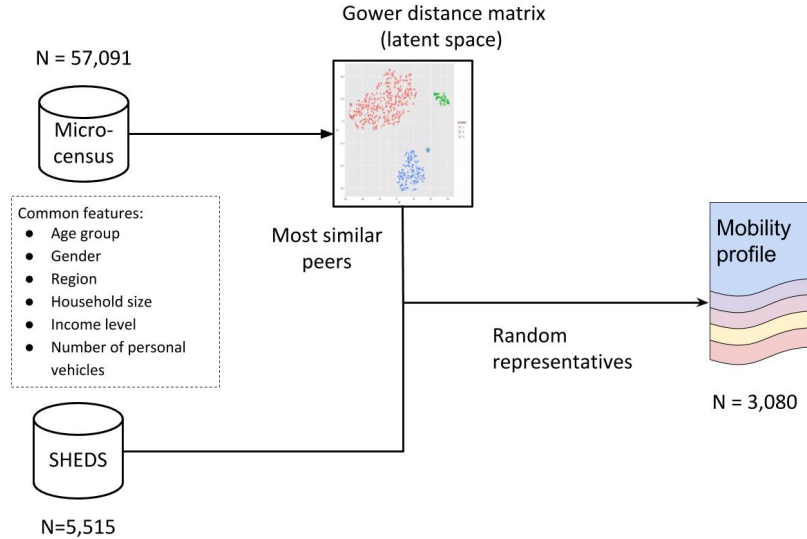 Gower distance matrix
(latent space)
N = 57,091
Micro-
census
Common features:
● Age group
● Gender
● Region
● Household size
● Income level
● Number of personal
vehicles
Most similar
peers
Mobility
profile
Random
representatives
N = 3,080
SHEDS
N=5,515